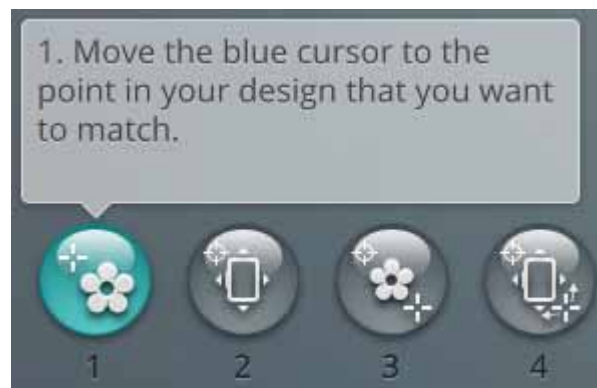 1. Move the blue cursor to the
point in your design that you want
to match.
1 2 3 4